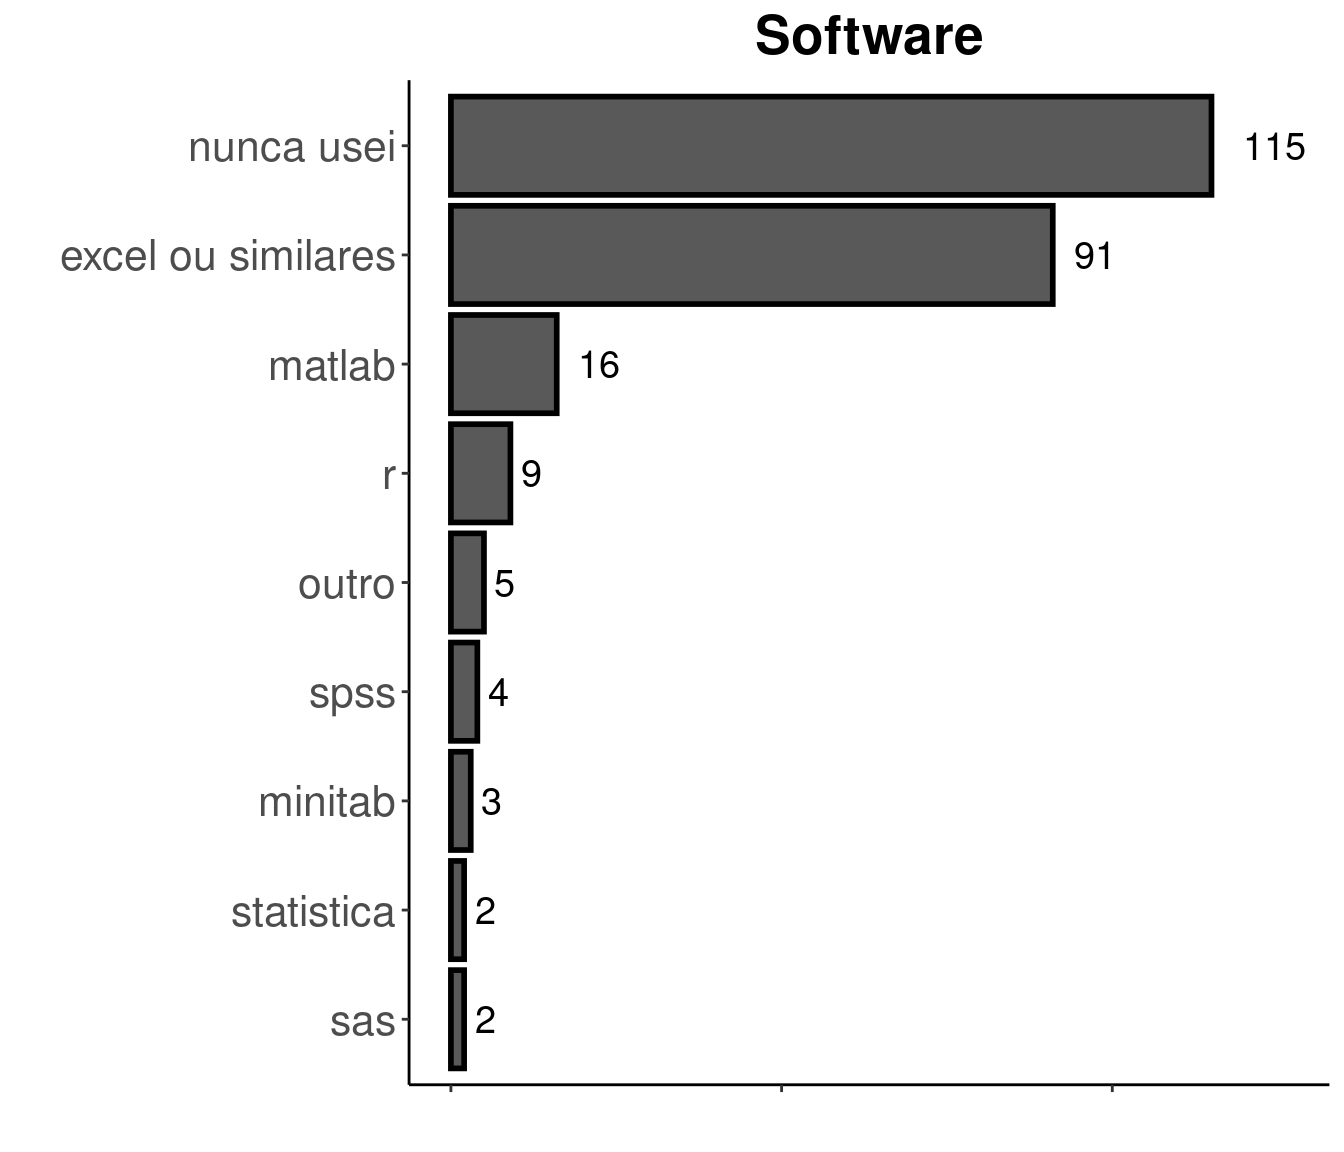 Software
nunca usei 115
excel ou similares 91
matlab 16
r 9
outro 5
spss 4
minitab 3
statistica 2
sas 2